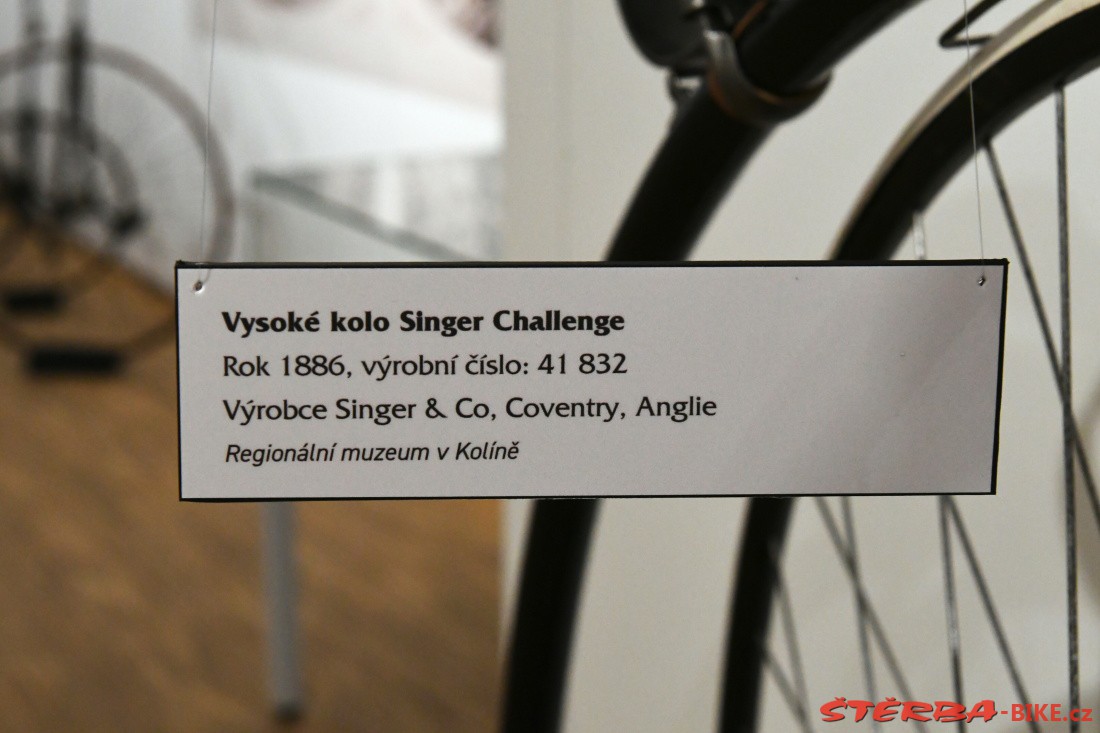 Vysoké kolo Singer Challenge
Rok 1886, výrobní číslo: 41 832
Výrobce Singer & Co, Coventry, Anglie
Regionální muzeum v Kolíně
ŠTĚRBA-BIKE.cz